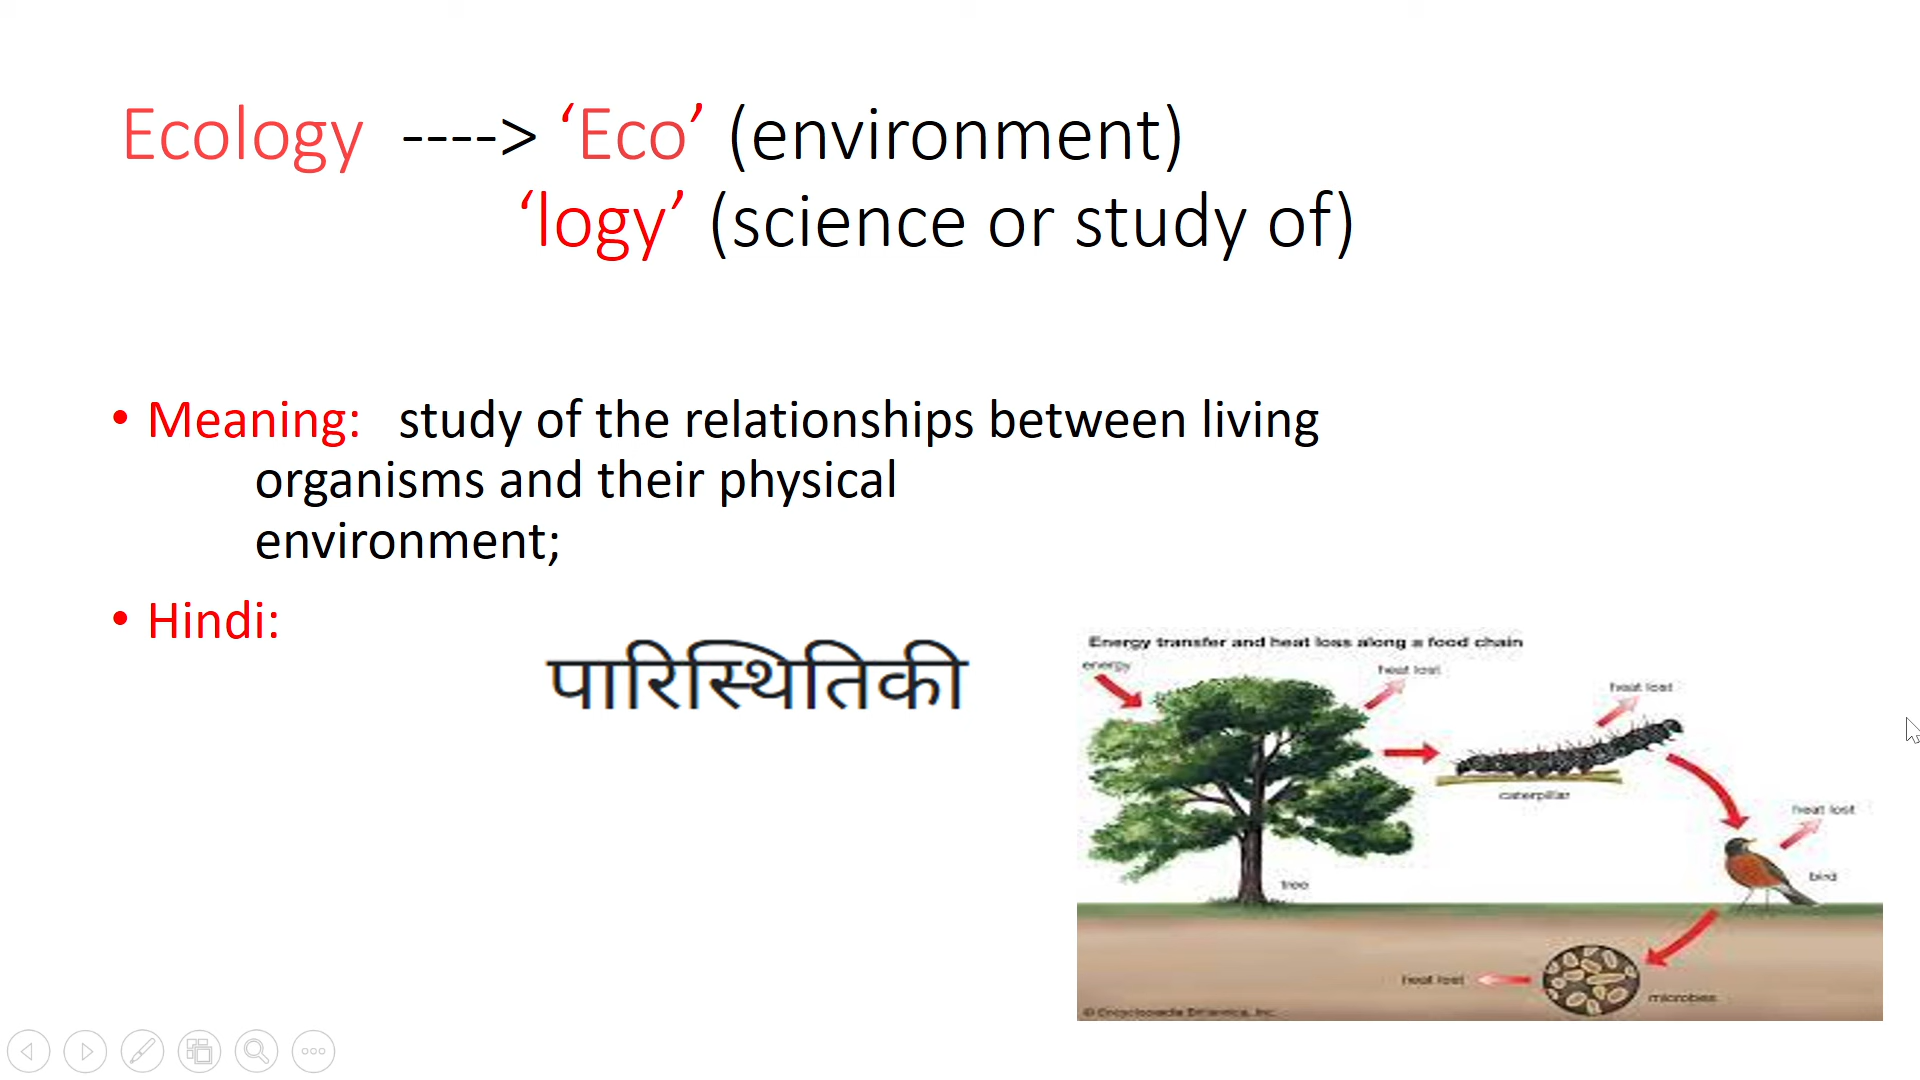 Ecology ----> ‘Eco’ (environment)
‘logy’ (science or study of)
• Meaning: study of the relationships between living
organisms and their physical
environment;
• Hindi:
पारिस्थितिकी
Energy transfer and heat loss along a food chain
energy
heat lost
heat lost
caterpillar
heat lost
bird
tree
heat lost
microbes
© Encyclopædia Britannica, Inc.